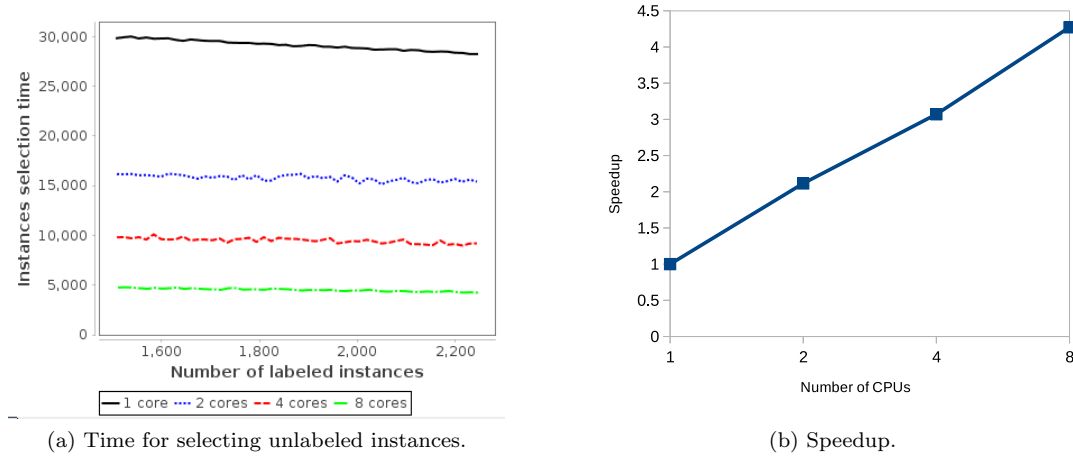 30,000
25,000
20,000
15,000
10,000
5,000
0
Instances selection time
1,600 1,800 2,000 2,200
Number of labeled instances
1 core 2 cores 4 cores 8 cores
(a) Time for selecting unlabeled instances.
4.5
4
3.5
3
2.5
2
1.5
1
0.5
0
Speedup
1 2 4 8
Number of CPUs
(b) Speedup.